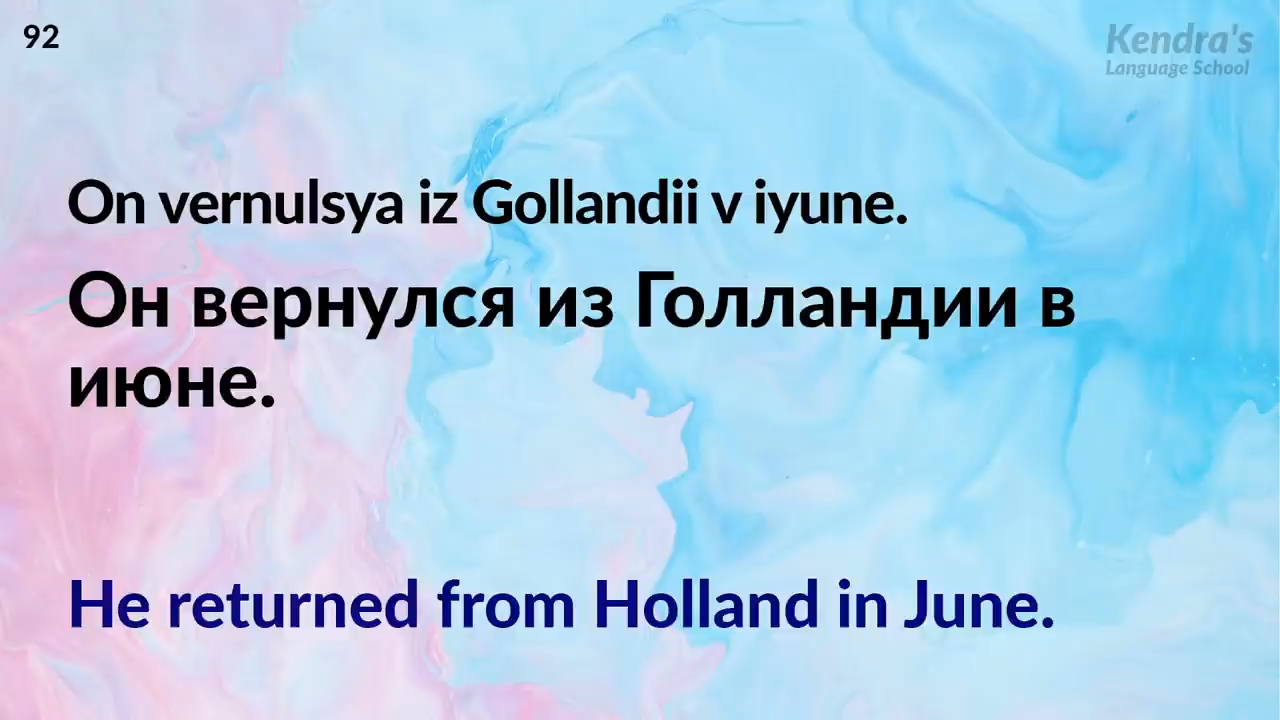 92
Kendra's
Language School
On vernulsya iz Gollandii v iyune.
Он вернулся из Голландии в
июне.
He returned from Holland in June.